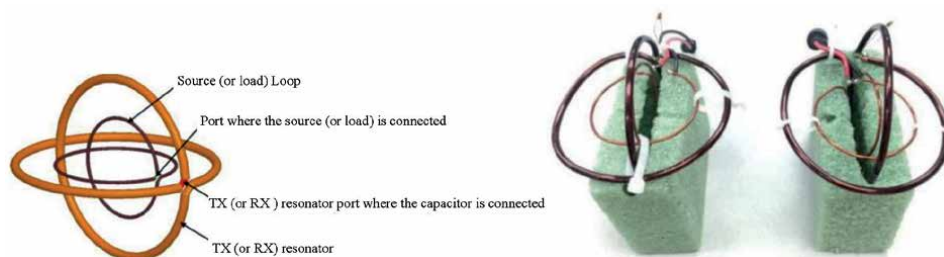 Source (or load) Loop
Port where the source (or load) is connected
TX (or RX ) resonator port where the capacitor is connected
TX (or RX) resonator